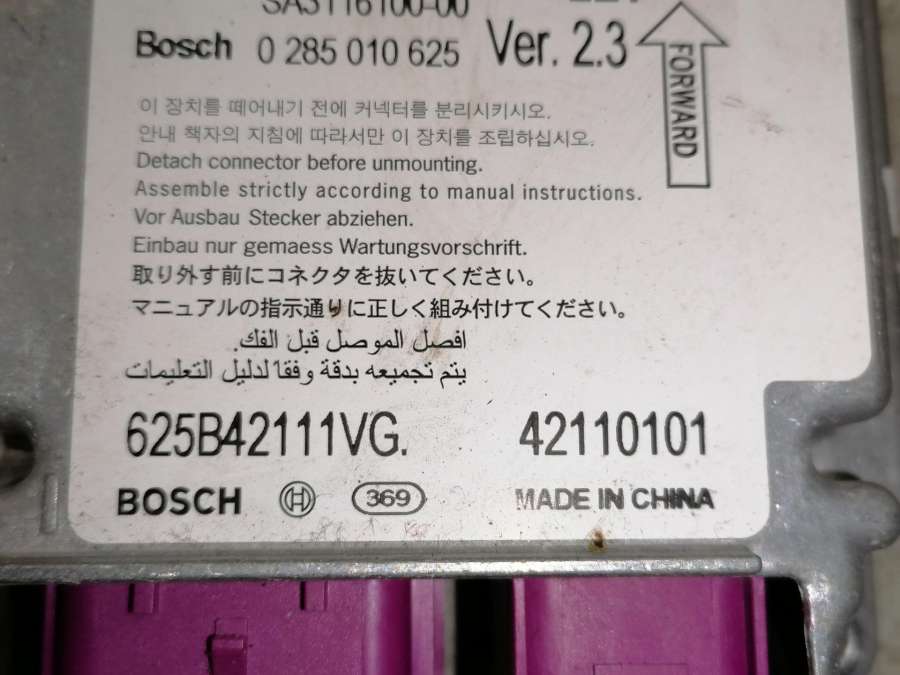 SA3116100-00
Bosch 0 285 010 625 Ver. 2.3
FORWARD
이 장치를 떼어내기 전에 커넥터를 분리시키시오.
안내 책자의 지침에 따라서만 이 장치를 조립하십시오.
Detach connector before unmounting.
Assemble strictly according to manual instructions.
Vor Ausbau Stecker abziehen.
Einbau nur gemaess Wartungsvorschrift.
取り外す前にコネクタを抜いてください。
マニュアルの指示通りに正しく組み付けてください。
افصل الموصل قبل الفك.
يتم تجميعه بدقة وفقاً لدليل التعليمات
625B42111VG. 42110101
BOSCH 369 MADE IN CHINA